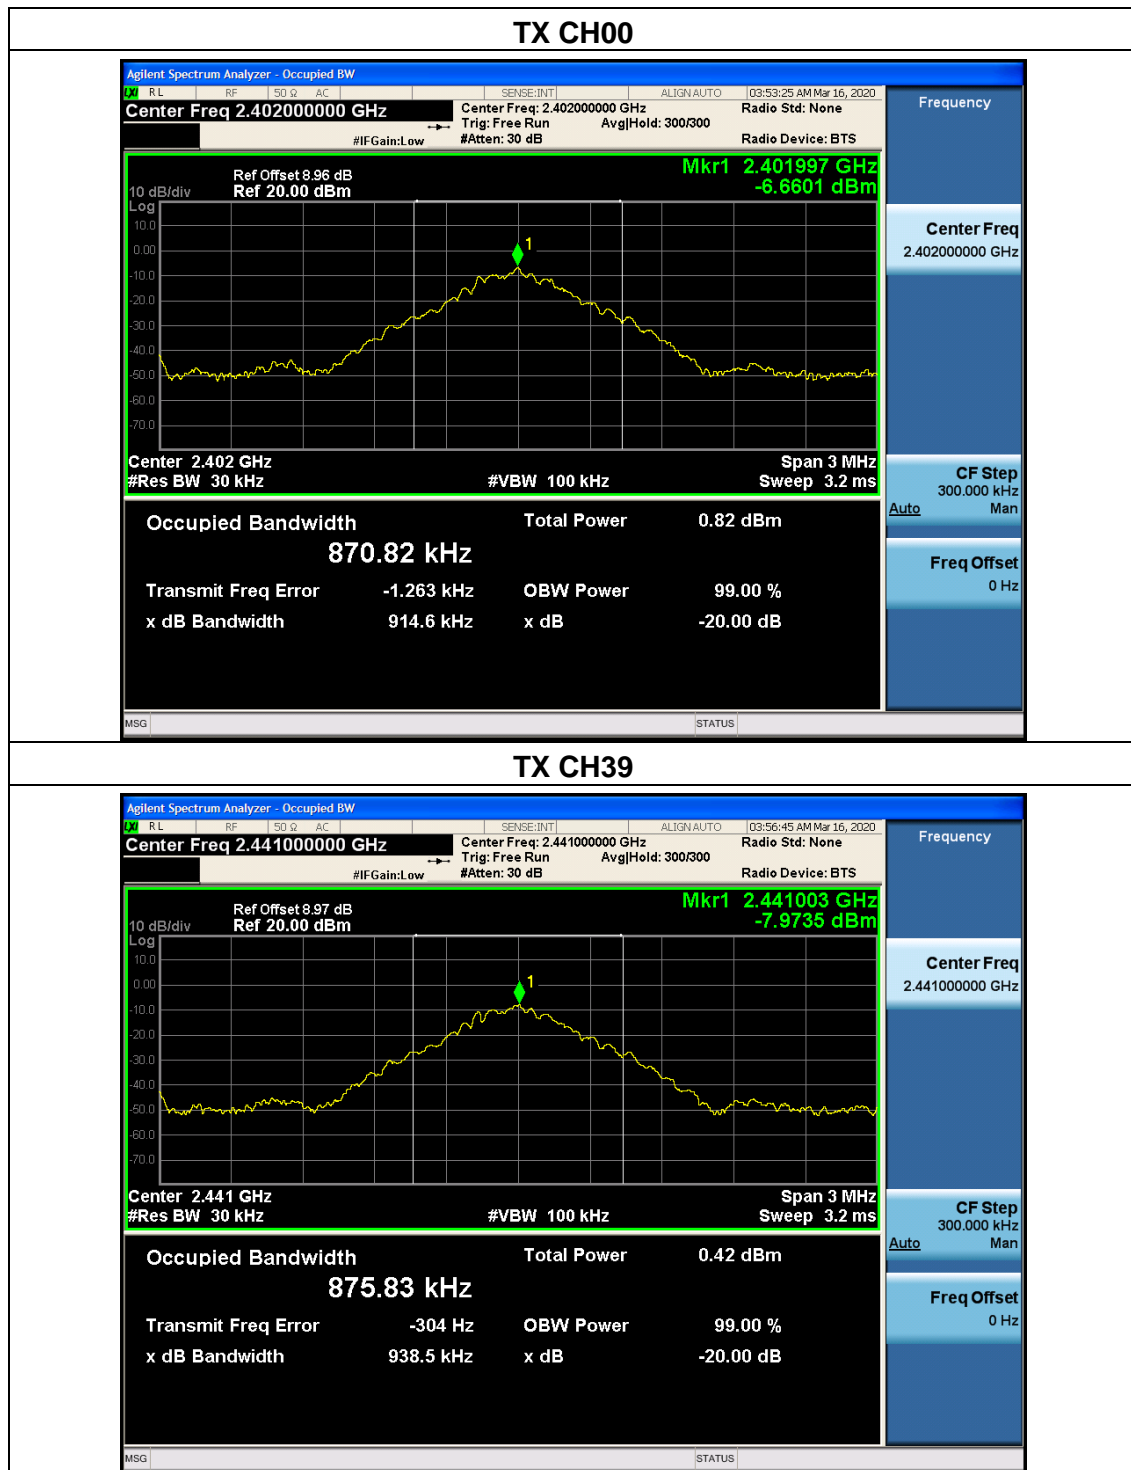 TX CH00
Agilent Spectrum Analyzer - Occupied BW
LXI RL RF 50 Ω AC SENSE:INT ALIGN AUTO 03:53:25 AM Mar 16, 2020
Center Freq 2.402000000 GHz
Center Freq: 2.402000000 GHz Radio Std: None
Trig: Free Run Avg|Hold: 300/300
#IFGain:Low #Atten: 30 dB Radio Device: BTS
Frequency
Mkr1 2.401997 GHz
-6.6601 dBm
Ref Offset 8.96 dB
10 dB/div Ref 20.00 dBm
Log
10.0
0.00
-10.0
-20.0
-30.0
-40.0
-50.0
-60.0
-70.0
1
Center Freq
2.402000000 GHz
Center 2.402 GHz Span 3 MHz
#Res BW 30 kHz #VBW 100 kHz Sweep 3.2 ms
CF Step
300.000 kHz
Auto Man
Occupied Bandwidth Total Power 0.82 dBm
870.82 kHz
Freq Offset
0 Hz
Transmit Freq Error -1.263 kHz OBW Power 99.00 %
x dB Bandwidth 914.6 kHz x dB -20.00 dB
MSG STATUS
TX CH39
Agilent Spectrum Analyzer - Occupied BW
LXI RL RF 50 Ω AC SENSE:INT ALIGN AUTO 03:56:45 AM Mar 16, 2020
Center Freq 2.441000000 GHz
Center Freq: 2.441000000 GHz Radio Std: None
Trig: Free Run Avg|Hold: 300/300
#IFGain:Low #Atten: 30 dB Radio Device: BTS
Frequency
Mkr1 2.441003 GHz
-7.9735 dBm
Ref Offset 8.97 dB
10 dB/div Ref 20.00 dBm
Log
10.0
0.00
-10.0
-20.0
-30.0
-40.0
-50.0
-60.0
-70.0
1
Center Freq
2.441000000 GHz
Center 2.441 GHz Span 3 MHz
#Res BW 30 kHz #VBW 100 kHz Sweep 3.2 ms
CF Step
300.000 kHz
Auto Man
Occupied Bandwidth Total Power 0.42 dBm
875.83 kHz
Freq Offset
0 Hz
Transmit Freq Error -304 Hz OBW Power 99.00 %
x dB Bandwidth 938.5 kHz x dB -20.00 dB
MSG STATUS